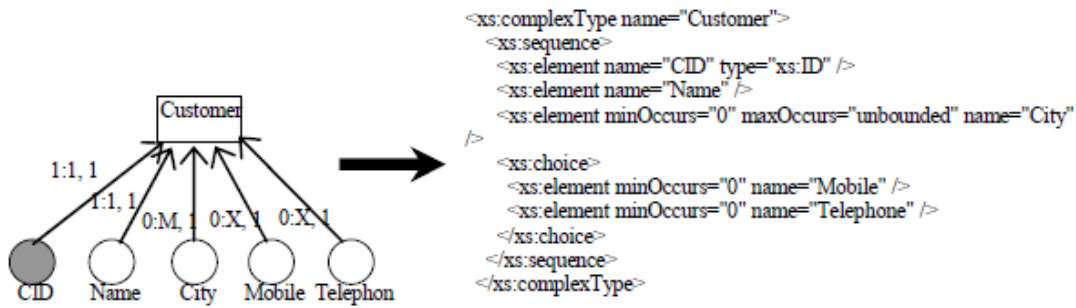 Customer
1:1, 1
1:1, 1
0:M, 1
0:X, 1
0:X, 1
CID
Name
City
Mobile
Telephon
<xs:complexType name="Customer">
<xs:sequence>
<xs:element name="CID" type="xs:ID" />
<xs:element name="Name" />
<xs:element minOccurs="0" maxOccurs="unbounded" name="City"
/>
<xs:choice>
<xs:element minOccurs="0" name="Mobile" />
<xs:element minOccurs="0" name="Telephone" />
</xs:choice>
</xs:sequence>
</xs:complexType>